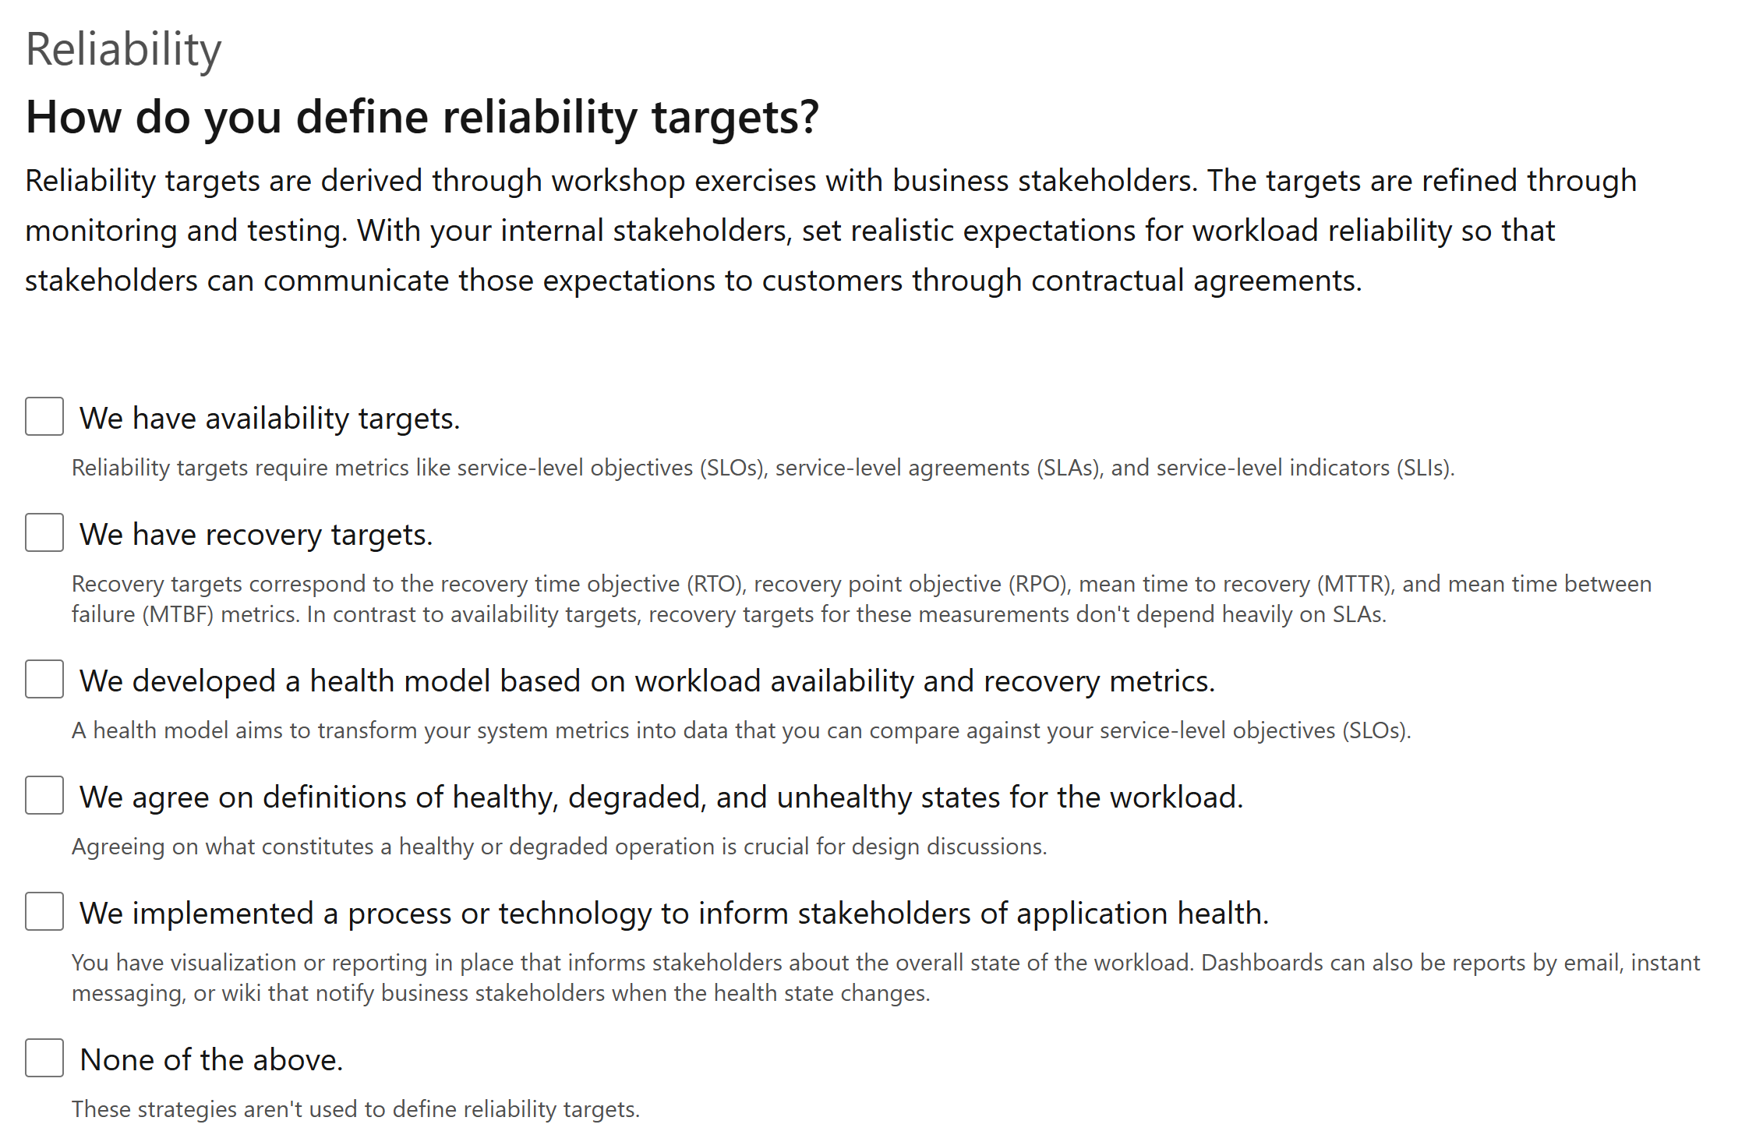 Reliability
How do you define reliability targets?
Reliability targets are derived through workshop exercises with business stakeholders. The targets are refined through
monitoring and testing. With your internal stakeholders, set realistic expectations for workload reliability so that
stakeholders can communicate those expectations to customers through contractual agreements.
We have availability targets.
Reliability targets require metrics like service-level objectives (SLOs), service-level agreements (SLAs), and service-level indicators (SLIs).
We have recovery targets.
Recovery targets correspond to the recovery time objective (RTO), recovery point objective (RPO), mean time to recovery (MTTR), and mean time between
failure (MTBF) metrics. In contrast to availability targets, recovery targets for these measurements don't depend heavily on SLAs.
We developed a health model based on workload availability and recovery metrics.
A health model aims to transform your system metrics into data that you can compare against your service-level objectives (SLOs).
We agree on definitions of healthy, degraded, and unhealthy states for the workload.
Agreeing on what constitutes a healthy or degraded operation is crucial for design discussions.
We implemented a process or technology to inform stakeholders of application health.
You have visualization or reporting in place that informs stakeholders about the overall state of the workload. Dashboards can also be reports by email, instant
messaging, or wiki that notify business stakeholders when the health state changes.
None of the above.
These strategies aren't used to define reliability targets.